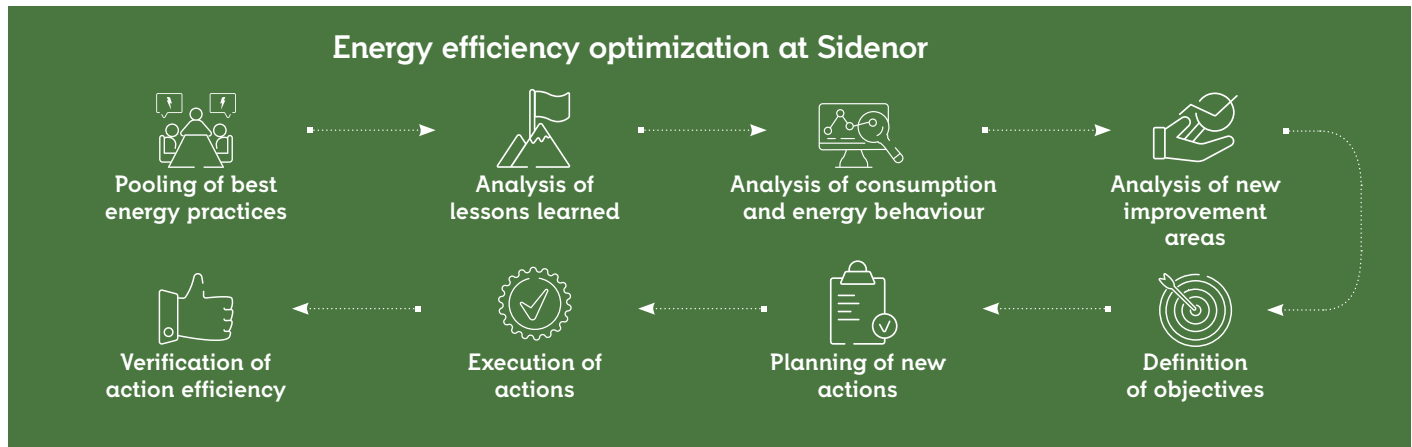 Energy efficiency optimization at Sidenor
Pooling of best
energy practices
Analysis of
lessons learned
Analysis of consumption
and energy behaviour
Analysis of new
improvement
areas
Definition
of objectives
Planning of new
actions
Execution of
actions
Verification of
action efficiency